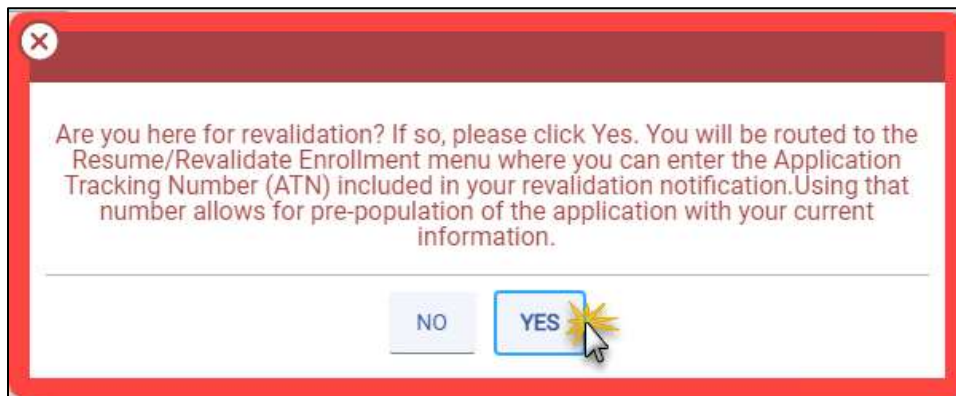 Are you here for revalidation? If so, please click Yes. You will be routed to the
Resume/Revalidate Enrollment menu where you can enter the Application
Tracking Number (ATN) included in your revalidation notification.Using that
number allows for pre-population of the application with your current
information.
NO
YES